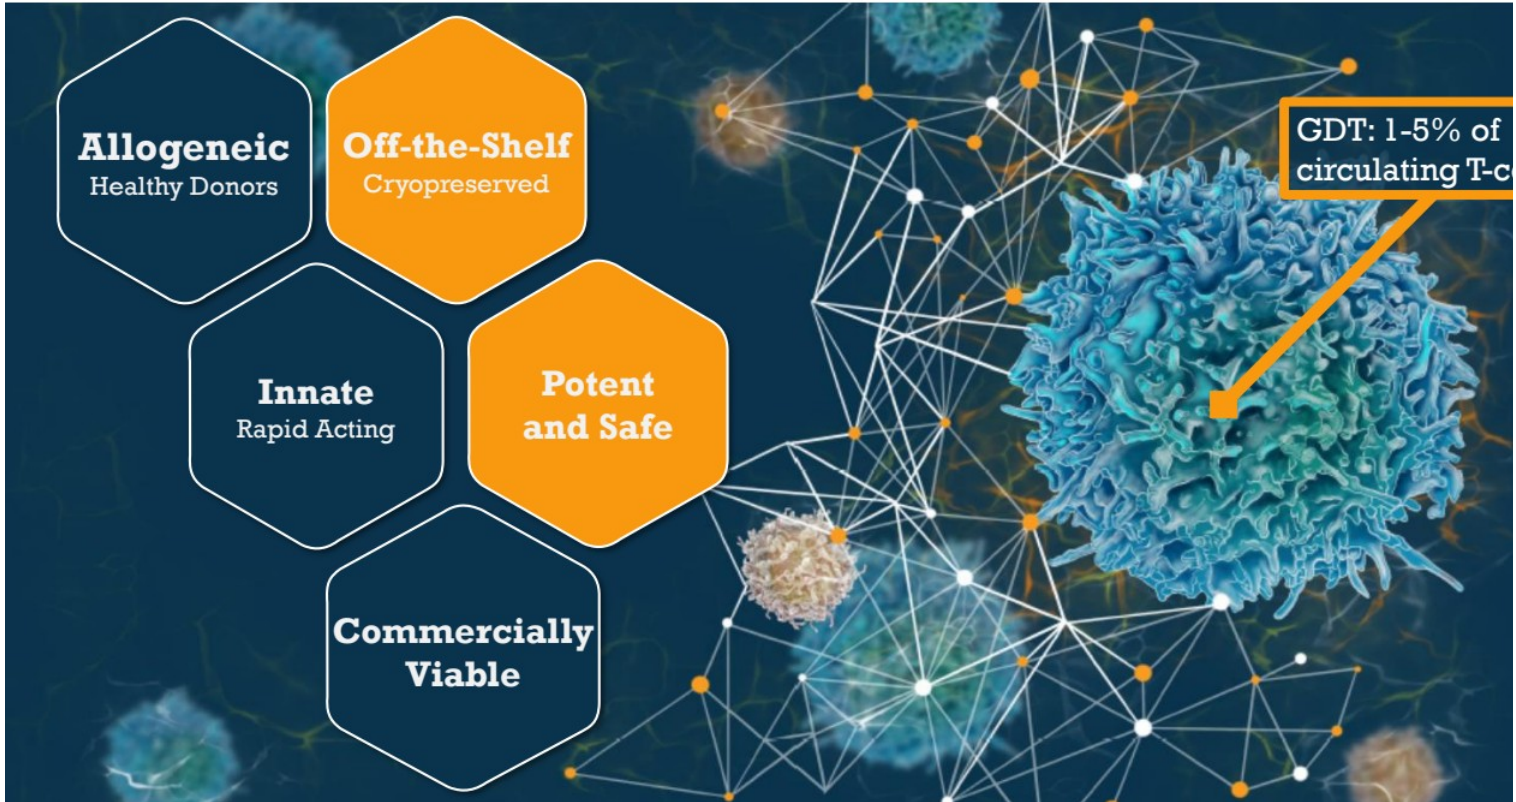 Allogeneic
Healthy Donors
Off-the-Shelf
Cryopreserved
Innate
Rapid Acting
Potent
and Safe
Commercially
Viable
GDT: 1-5% of
circulating